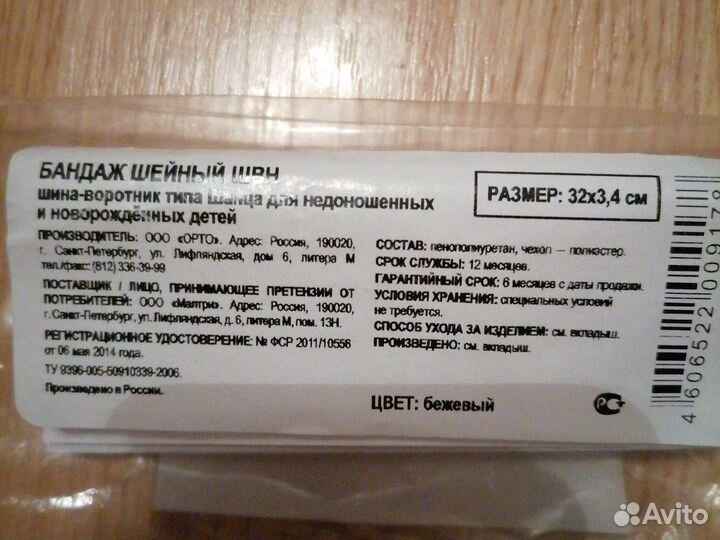 БАНДАЖ ШЕЙНЫЙ ШВН
шина-воротник типа Шанца для недоношенных
и новорождённых детей
ПРОИЗВОДИТЕЛЬ: ООО «ОРТО». Адрес: Россия, 190020,
г. Санкт-Петербург, ул. Лифляндская, дом 6, литера М
тел./факс: (812) 336-39-99
ПОСТАВЩИК / ЛИЦО, ПРИНИМАЮЩЕЕ ПРЕТЕНЗИИ ОТ
ПОТРЕБИТЕЛЕЙ: ООО «Малтри». Адрес: Россия, 190020,
г. Санкт-Петербург, ул. Лифляндская, д. 6, литера М, пом. 13Н.
РЕГИСТРАЦИОННОЕ УДОСТОВЕРЕНИЕ: № ФСР 2011/10556
от 06 мая 2014 года.
ТУ 9396-005-50910339-2006.
Произведено в России.
РАЗМЕР: 32х3,4 см
СОСТАВ: пенополиуретан, чехол — полиэстер.
СРОК СЛУЖБЫ: 12 месяцев.
ГАРАНТИЙНЫЙ СРОК: 6 месяцев с даты продажи.
УСЛОВИЯ ХРАНЕНИЯ: специальных условий
не требуется.
СПОСОБ УХОДА ЗА ИЗДЕЛИЕМ: см. вкладыш.
ПРОИЗВЕДЕНО: см. вкладыш.
ЦВЕТ: бежевый
РСТ
4 606522 009178
Avito